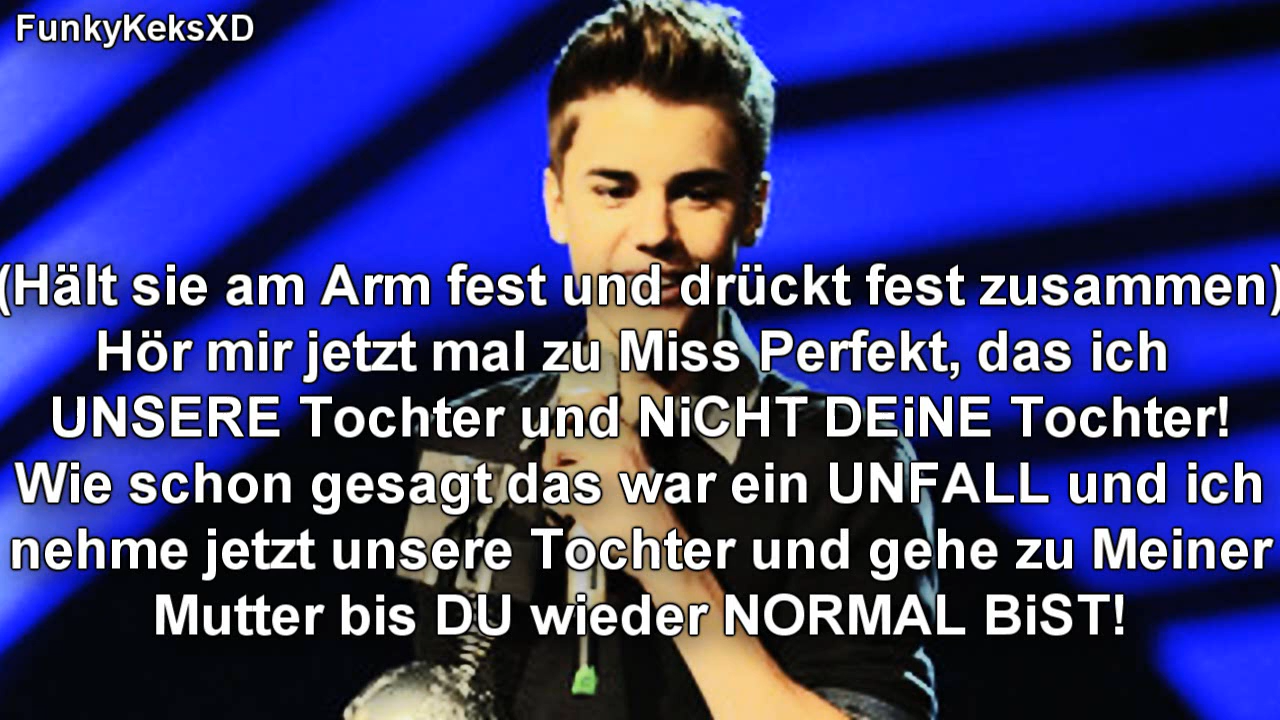 FunkyKeksXD
(Hält sie am Arm fest und drückt fest zusammen)
Hör mir jetzt mal zu Miss Perfekt, das ich
UNSERE Tochter und NiCHT DEiNE Tochter!
Wie schon gesagt das war ein UNFALL und ich
nehme jetzt unsere Tochter und gehe zu Meiner
Mutter bis DU wieder NORMAL BiST!